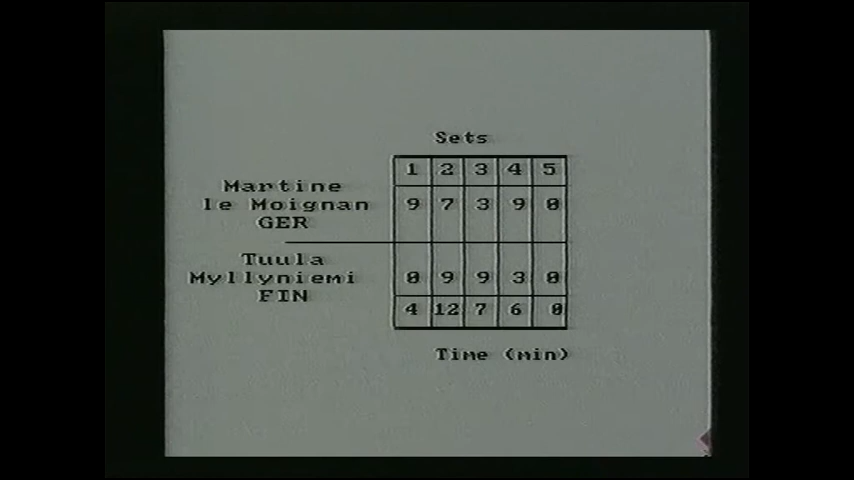 Sets
1 2 3 4 5
Martine
le Moignan
GER
9 7 3 9 0
Tuula
Myllyniemi
FIN
0 9 9 3 0
4 12 7 6 0
Time (min)